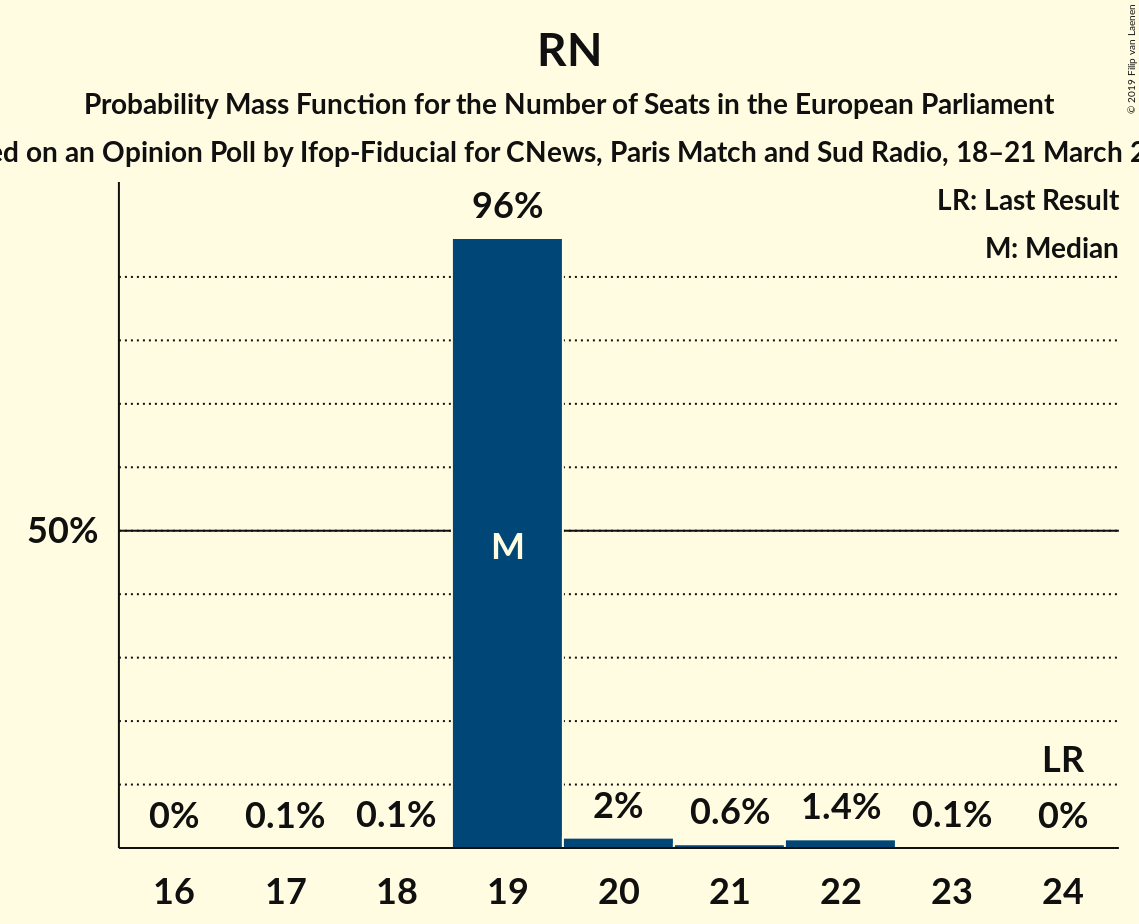 RN
Probability Mass Function for the Number of Seats in the European Parliament
on an Opinion Poll by Ifop-Fiducial for CNews, Paris Match and Sud Radio, 18–21 March
© 2019 Filip van Laenen
LR: Last Result
M: Median
96%
50%
M
LR
0% 0.1% 0.1% 2% 0.6% 1.4% 0.1% 0%
16 17 18 19 20 21 22 23 24